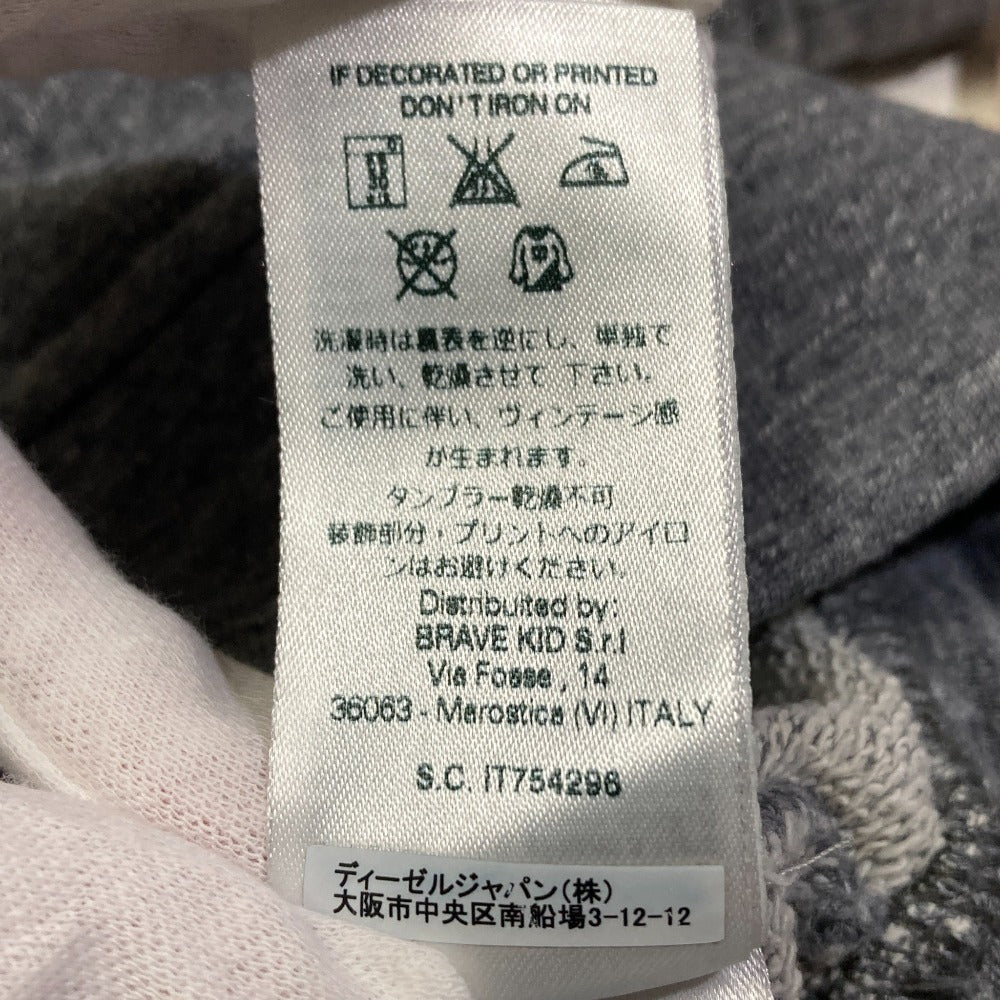 IF DECORATED OR PRINTED
DON'T IRON ON
洗濯時は裏表を逆にし、単独で
洗い、乾燥させて 下さい。
ご使用に伴い、ヴィンテージ感
が生まれます。
タンブラー乾燥不可
装飾部分・プリントへのアイロ
ンはお避けください。
Distribuited by:
BRAVE KID S.r.l
Via Fosse , 14
36063 - Marostica (VI) ITALY
S.C. IT754296
ディーゼルジャパン(株)
大阪市中央区南船場3-12-12